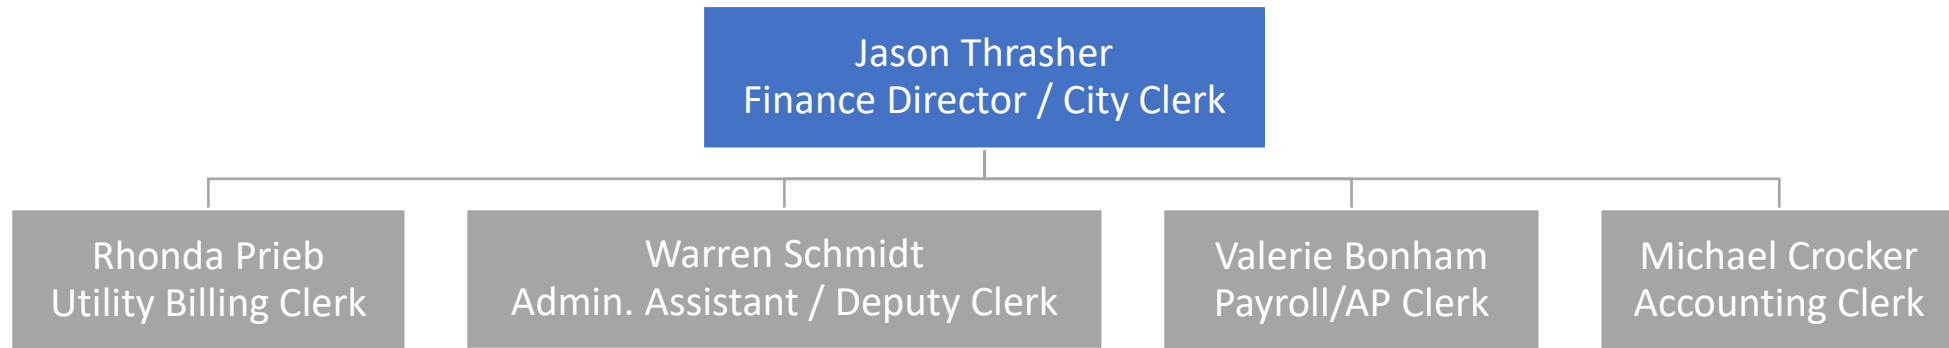 Jason Thrasher
Finance Director / City Clerk
Rhonda Prieb
Utility Billing Clerk
Warren Schmidt
Admin. Assistant / Deputy Clerk
Valerie Bonham
Payroll/AP Clerk
Michael Crocker
Accounting Clerk